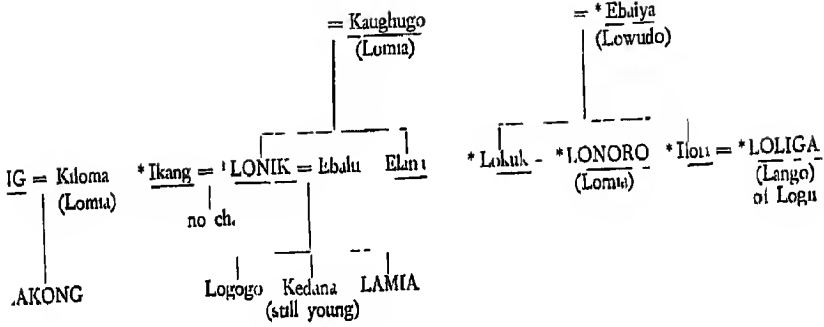 = Kaughugo
(Lomia)
= *Ebaiya
(Lowudo)
IG = Kiloma
(Lomia)
*Ikang = LONIK = Ebalu
no ch.
*Lokuk - *LONORO
(Lomia)
= *LOLIGA
(Lango)
of Logu
AKONG
Logogo Kedana LAMIA
(still young)